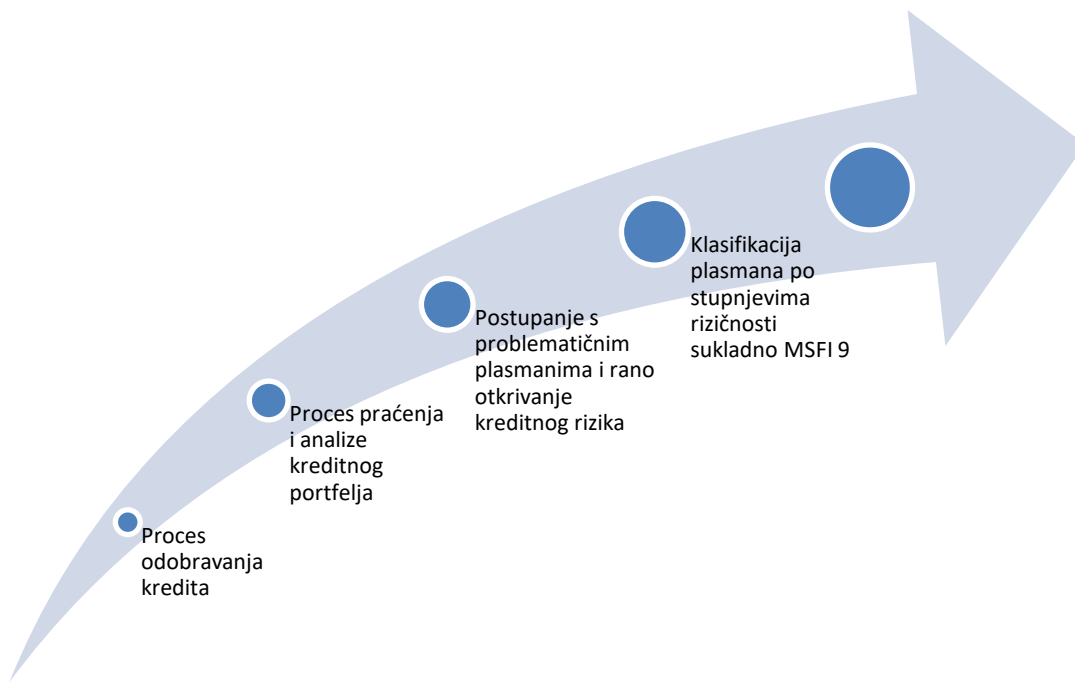 Proces
odobravanja
kredita
Proces praćenja
i analize
kreditnog
portfelja
Postupanje s
problematičnim
plasmanima i rano
otkrivanje
kreditnog rizika
Klasifikacija
plasmana po
stupnjevima
rizičnosti
sukladno MSFI 9